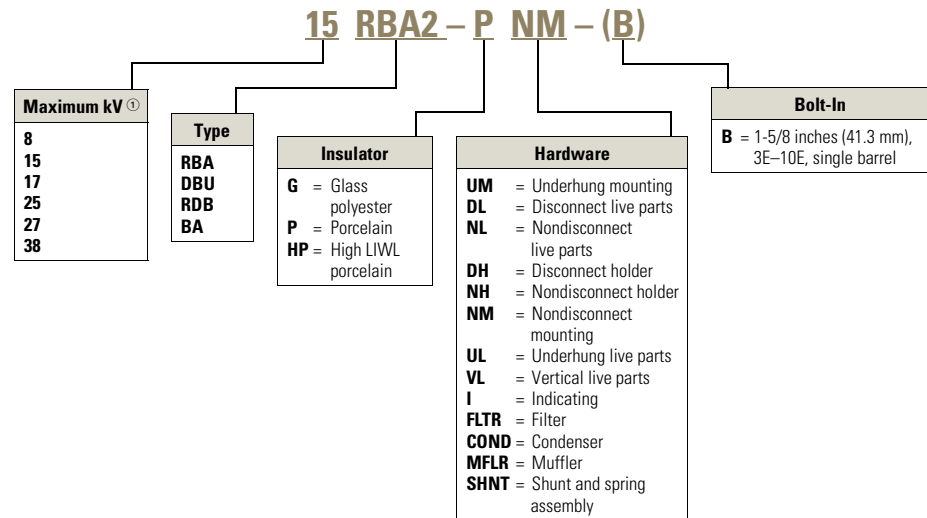 15 RBA2 – P NM – (B)
Maximum kV ①
8
15
17
25
27
38
Type
RBA
DBU
RDB
BA
Insulator
G = Glass
polyester
P = Porcelain
HP = High LIWL
porcelain
Hardware
UM = Underhung mounting
DL = Disconnect live parts
NL = Nondisconnect
live parts
DH = Disconnect holder
NH = Nondisconnect holder
NM = Nondisconnect
mounting
UL = Underhung live parts
VL = Vertical live parts
I = Indicating
FLTR = Filter
COND = Condenser
MFLR = Muffler
SHNT = Shunt and spring
assembly
Bolt-In
B = 1-5/8 inches (41.3 mm),
3E–10E, single barrel